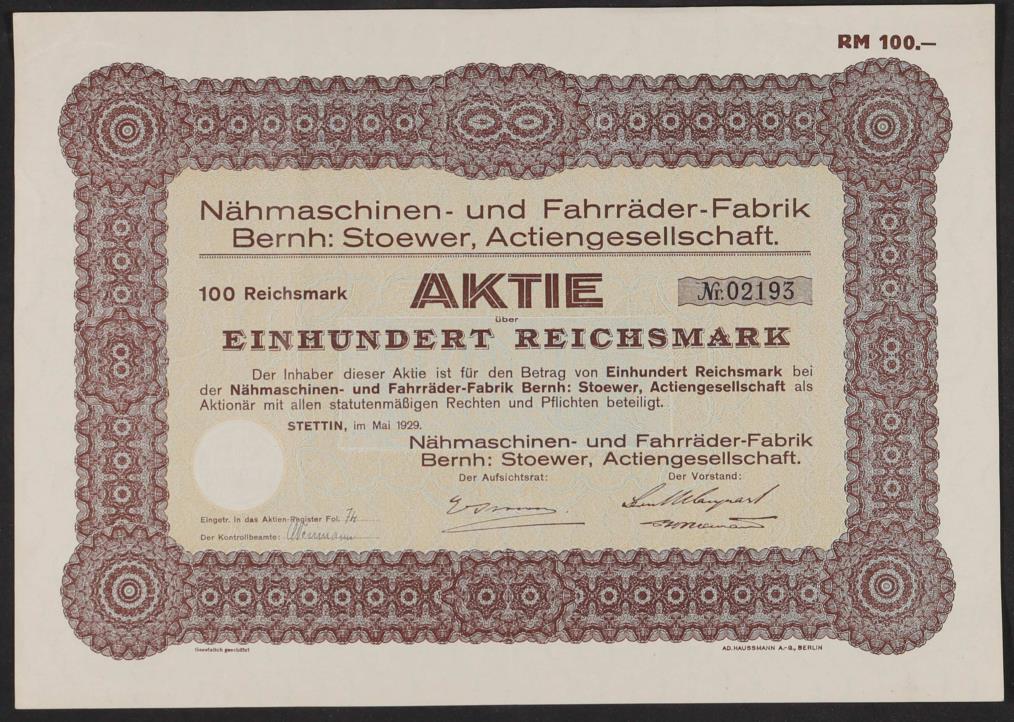 RM 100.—
Nähmaschinen- und Fahrräder-Fabrik
Bernh: Stoewer, Actiengesellschaft.
100 Reichsmark
AKTIE
Nr. 02193
über
EINHUNDERT REICHSMARK
Der Inhaber dieser Aktie ist für den Betrag von Einhundert Reichsmark bei
der Nähmaschinen- und Fahrräder-Fabrik Bernh: Stoewer, Actiengesellschaft als
Aktionär mit allen statutenmäßigen Rechten und Pflichten beteiligt.
STETTIN, im Mai 1929.
Nähmaschinen- und Fahrräder-Fabrik
Bernh: Stoewer, Actiengesellschaft.
Der Aufsichtsrat:
Der Vorstand:
Eingetr. in das Aktien-Register Fol.
Der Kontrollbeamte:
Gesetzlich geschützt
AD. HAUSSMANN A.-G., BERLIN